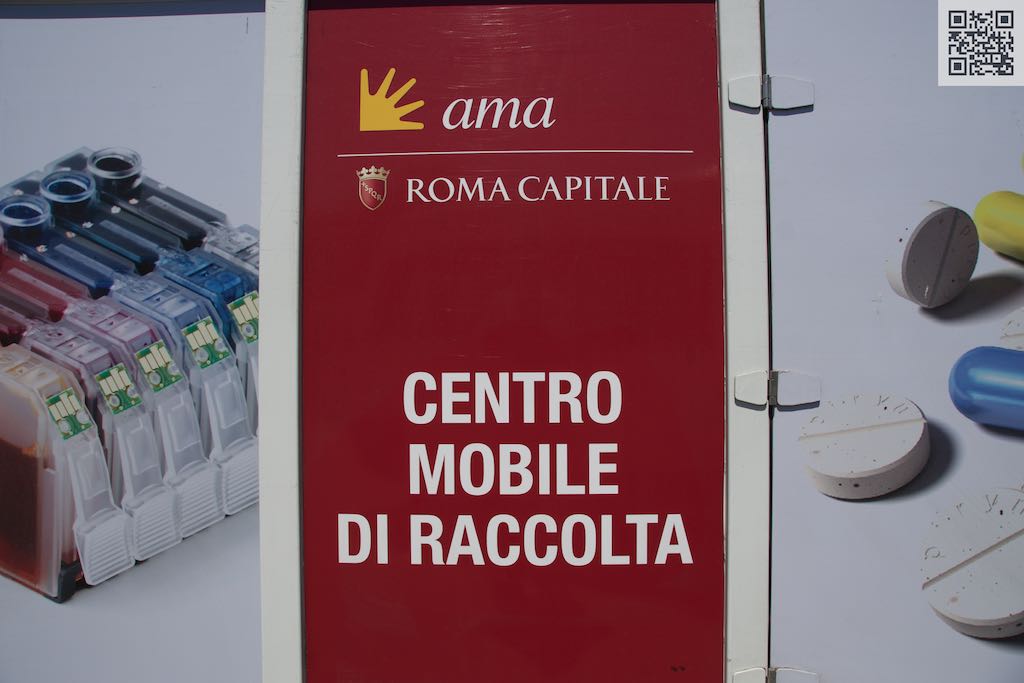 ama
ROMA CAPITALE
CENTRO
MOBILE
DI RACCOLTA